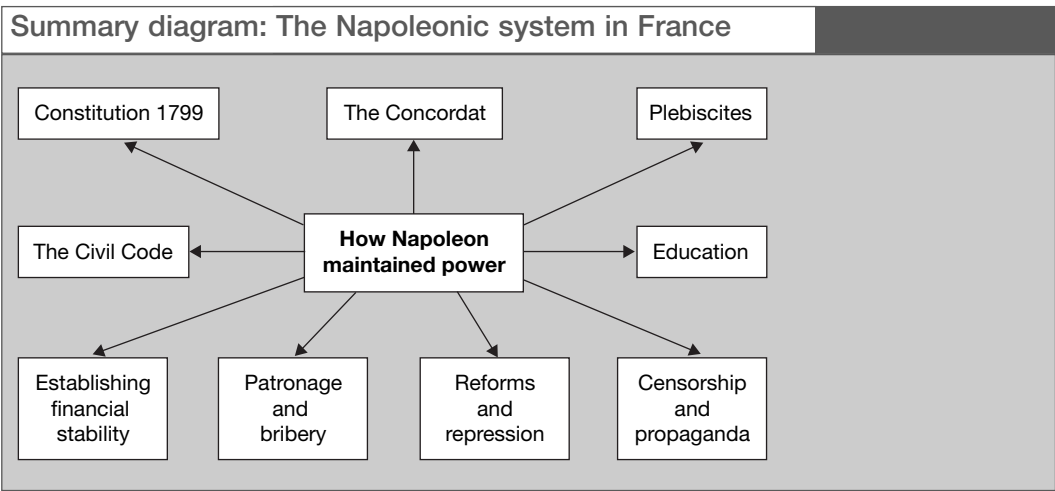 Summary diagram: The Napoleonic system in France
Constitution 1799
The Concordat
Plebiscites
The Civil Code
How Napoleon
maintained power
Education
Establishing
financial
stability
Patronage
and
bribery
Reforms
and
repression
Censorship
and
propaganda